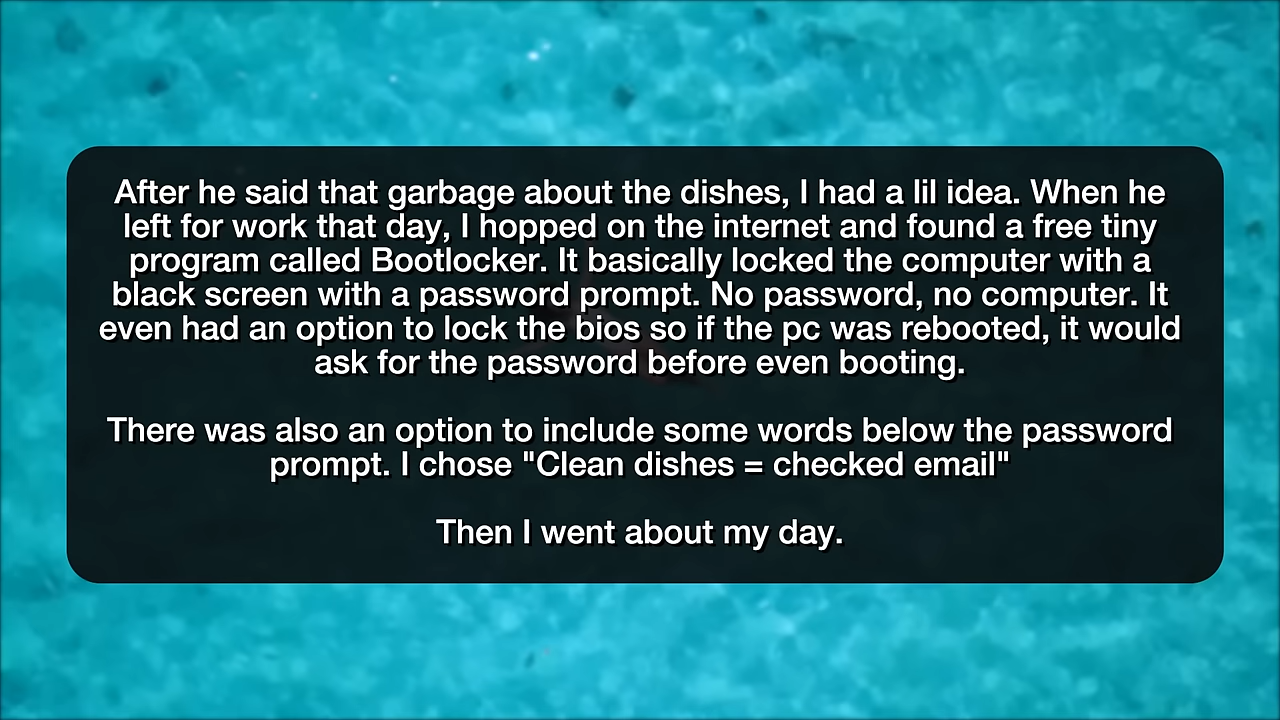 After he said that garbage about the dishes, I had a lil idea. When he
left for work that day, I hopped on the internet and found a free tiny
program called Bootlocker. It basically locked the computer with a
black screen with a password prompt. No password, no computer. It
even had an option to lock the bios so if the pc was rebooted, it would
ask for the password before even booting.
There was also an option to include some words below the password
prompt. I chose "Clean dishes = checked email"
Then I went about my day.